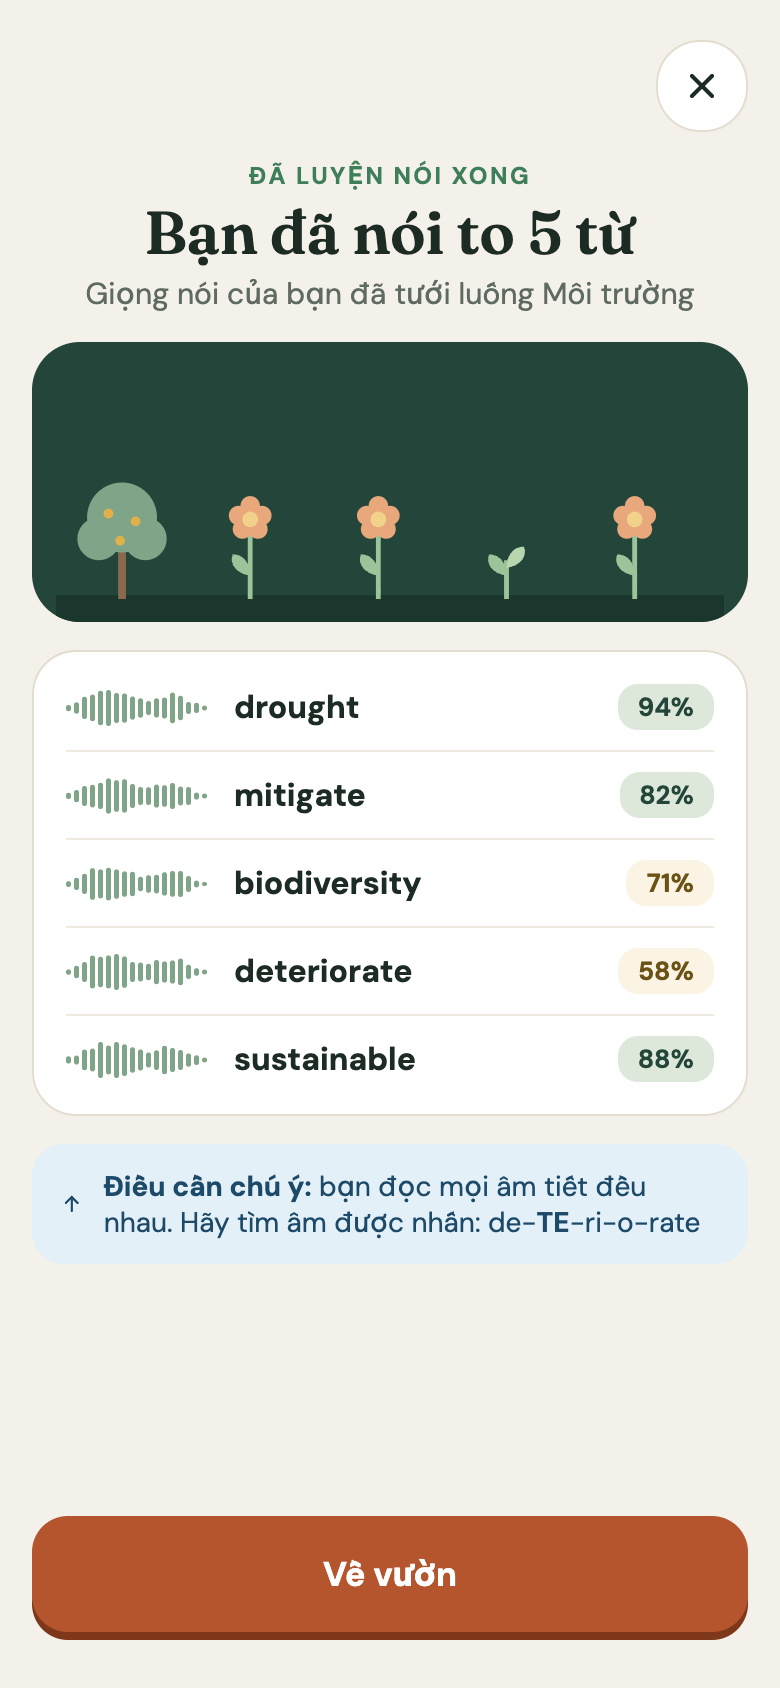 ĐÃ LUYỆN NÓI XONG
Bạn đã nói to 5 từ
Giọng nói của bạn đã tưới luống Môi trường
drought 94%
mitigate 82%
biodiversity 71%
deteriorate 58%
sustainable 88%
Điều cần chú ý: bạn đọc mọi âm tiết đều
nhau. Hãy tìm âm được nhấn: de-TE-ri-o-rate
Về vườn